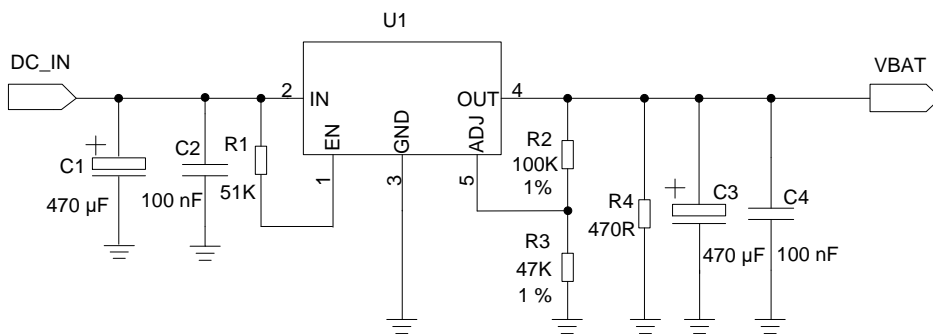 U1
DC_IN
VBAT
2
IN
OUT
4
EN
GND
ADJ
1
3
5
C1
470 µF
C2
100 nF
R1
51K
R2
100K
1%
R3
47K
1 %
R4
470R
C3
470 µF
C4
100 nF